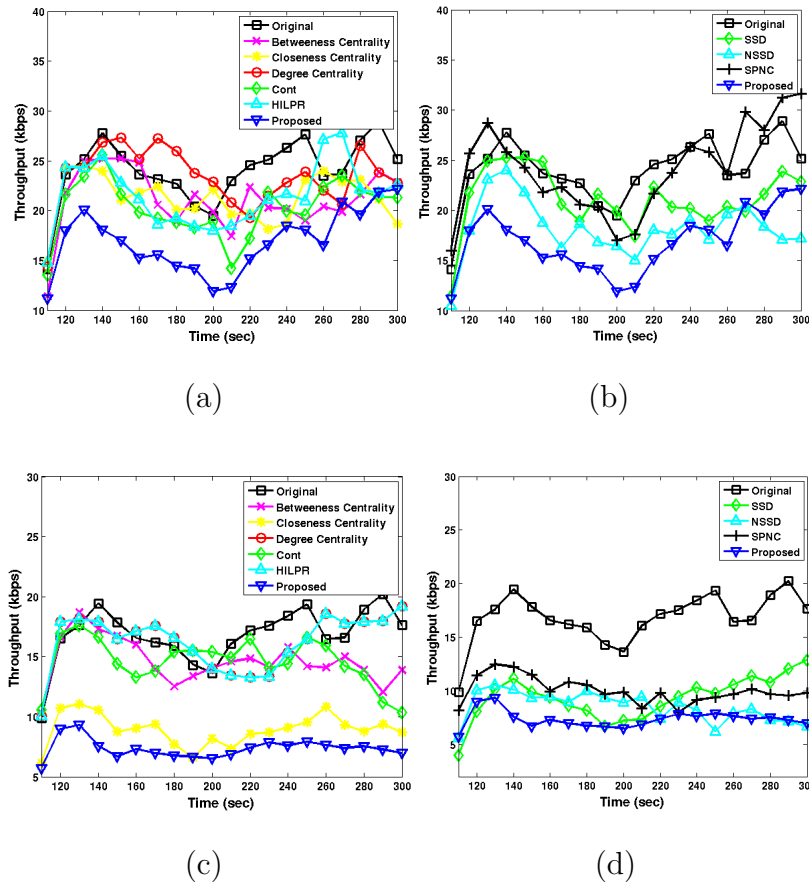 40
35
30
25
20
15
10
Throughput (kbps)
120 140 160 180 200 220 240 260 280 300
Time (sec)
Original
Betweeness Centrality
Closeness Centrality
Degree Centrality
Cont
HILPR
Proposed
(a)
40
35
30
25
20
15
10
Throughput (kbps)
120 140 160 180 200 220 240 260 280 300
Time (sec)
Original
SSD
NSSD
SPNC
Proposed
(b)
30
25
20
15
10
5
Throughput (kbps)
120 140 160 180 200 220 240 260 280 300
Time (sec)
Original
Betweeness Centrality
Closeness Centrality
Degree Centrality
Cont
HILPR
Proposed
(c)
30
25
20
15
10
5
Throughput (kbps)
120 140 160 180 200 220 240 260 280 30
Time (sec)
Original
SSD
NSSD
SPNC
Proposed
(d)